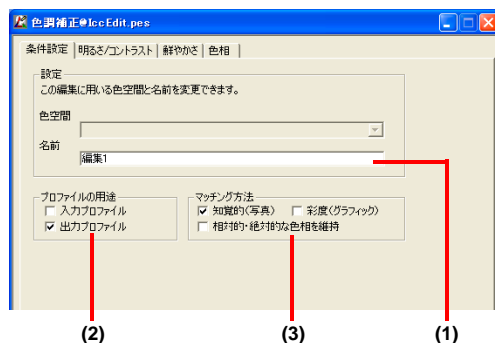 色調補正@IccEdit.pes
条件設定 明るさ/コントラスト 鮮やかさ 色相
設定
この編集に用いる色空間と名前を変更できます。
色空間
名前
編集1
プロファイルの用途
入力プロファイル
出力プロファイル
マッチング方法
知覚的(写真) 彩度(グラフィック)
相対的・絶対的な色相を維持
(2) (3) (1)